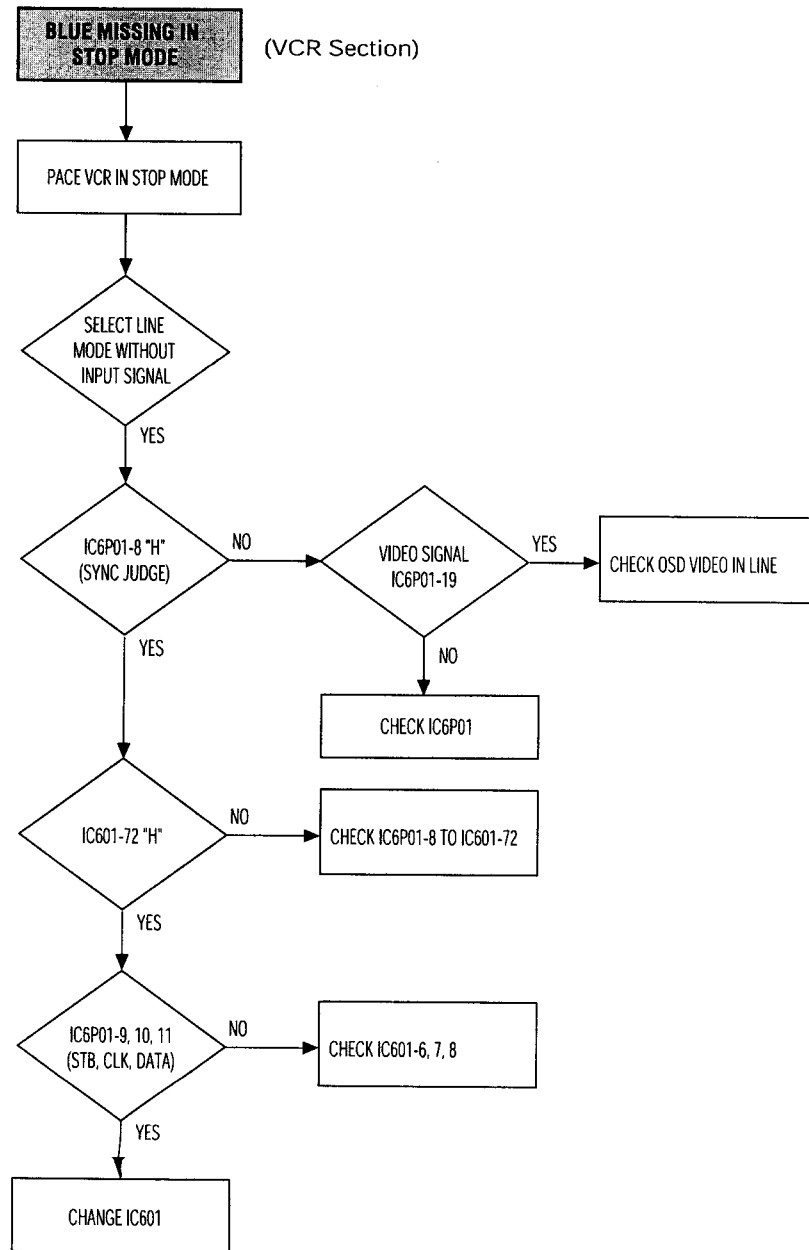 BLUE MISSING IN
STOP MODE
(VCR Section)
PACE VCR IN STOP MODE
SELECT LINE
MODE WITHOUT
INPUT SIGNAL
YES
IC6P01-8 "H"
(SYNC JUDGE)
NO
VIDEO SIGNAL
IC6P01-19
YES
CHECK OSD VIDEO IN LINE
YES
NO
CHECK IC6P01
IC601-72 "H"
NO
CHECK IC6P01-8 TO IC601-72
YES
IC6P01-9, 10, 11
(STB, CLK, DATA)
NO
CHECK IC601-6, 7, 8
YES
CHANGE IC601